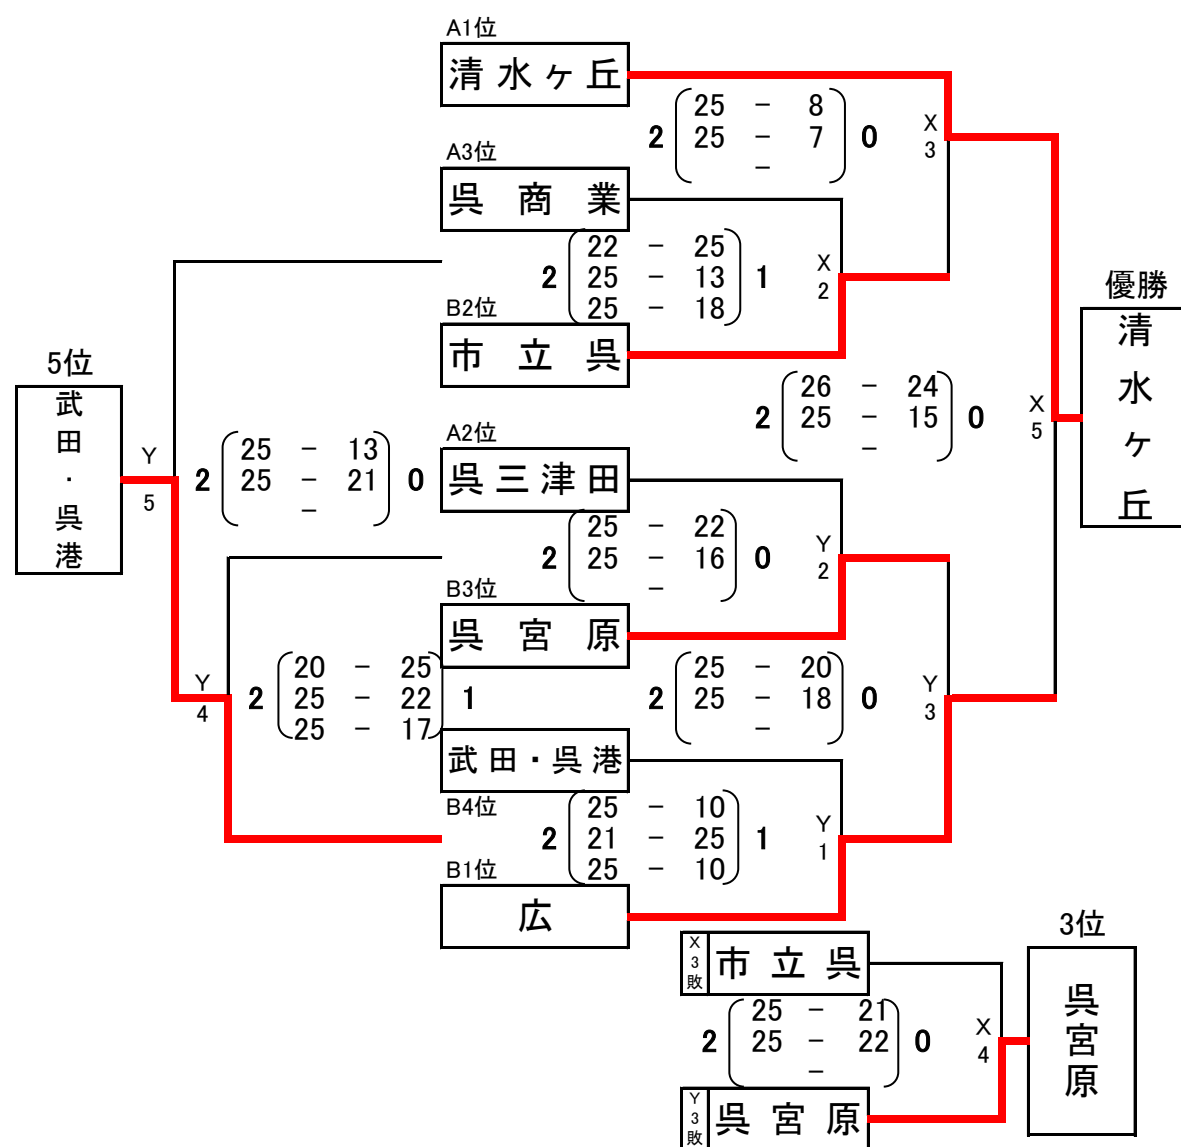 A1位
清水ヶ丘
2 25 － 8 0
25 － 7
－
X
3
A3位
呉商業
2 22 － 25 1
25 － 13
25 － 18
X
2
B2位
市立呉
優勝
清水ヶ丘
2 26 － 24 0
25 － 15
－
X
5
5位
武田・呉港
Y
5
2 25 － 13 0
25 － 21
－
A2位
呉三津田
2 25 － 22 0
25 － 16
－
Y
2
B3位
呉宮原
Y
4
2 20 － 25 1
25 － 22
25 － 17
2 25 － 20 0
25 － 18
－
Y
3
武田・呉港
B4位
2 25 － 10 1
21 － 25
25 － 10
Y
1
B1位
広
3位
呉宮原
X3敗
市立呉
2 25 － 21 0
25 － 22
－
X
4
Y3敗
呉宮原